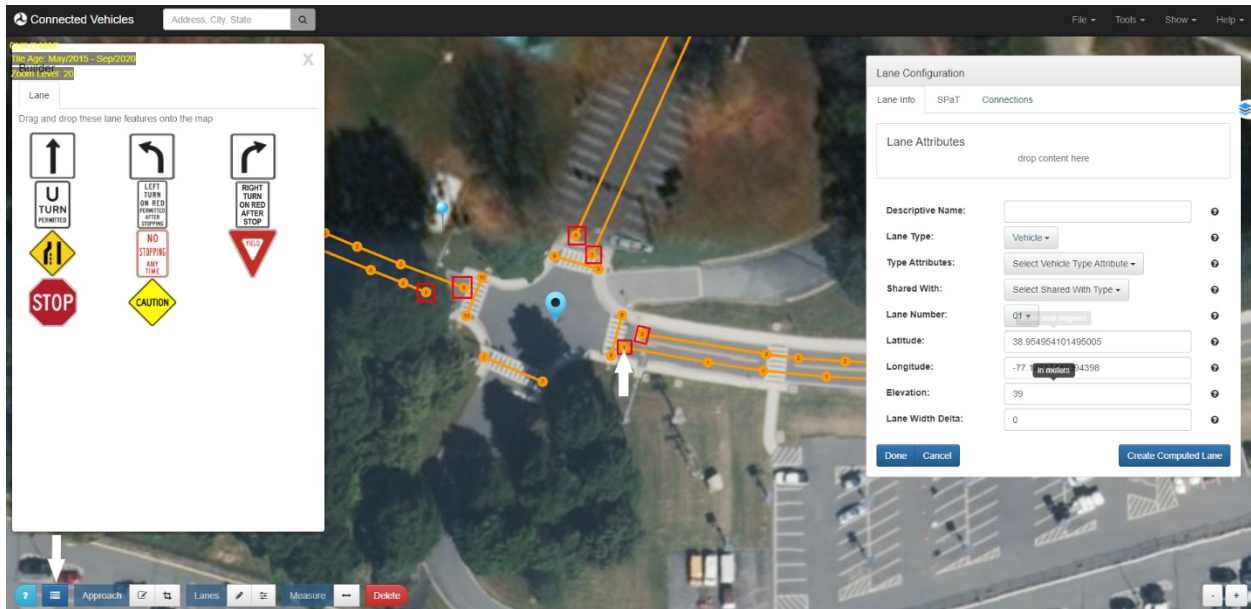 Connected Vehicles
Address, City, State
File
Tools
Show
Help
CHILD MAP
Tile Age: May/2015 - Sep/2020
Zoom Level: 20
Builder
X
Lane
Drag and drop these lane features onto the map
U
TURN
PERMITTED
LEFT
TURN
ON RED
PERMITTED
AFTER
STOPPING
RIGHT
TURN
ON RED
AFTER
STOP
NO
STOPPING
ANY
TIME
YIELD
STOP
CAUTION
Lane Configuration
Lane Info SPaT Connections
Lane Attributes
drop content here
Descriptive Name:
Lane Type: Vehicle
Type Attributes: Select Vehicle Type Attribute
Shared With: Select Shared With Type
Lane Number: 01
Latitude: 38.954954101495005
Longitude:
in meters
Elevation: 39
Lane Width Delta: 0
Done Cancel Create Computed Lane
? Approach Lanes Measure Delete - +